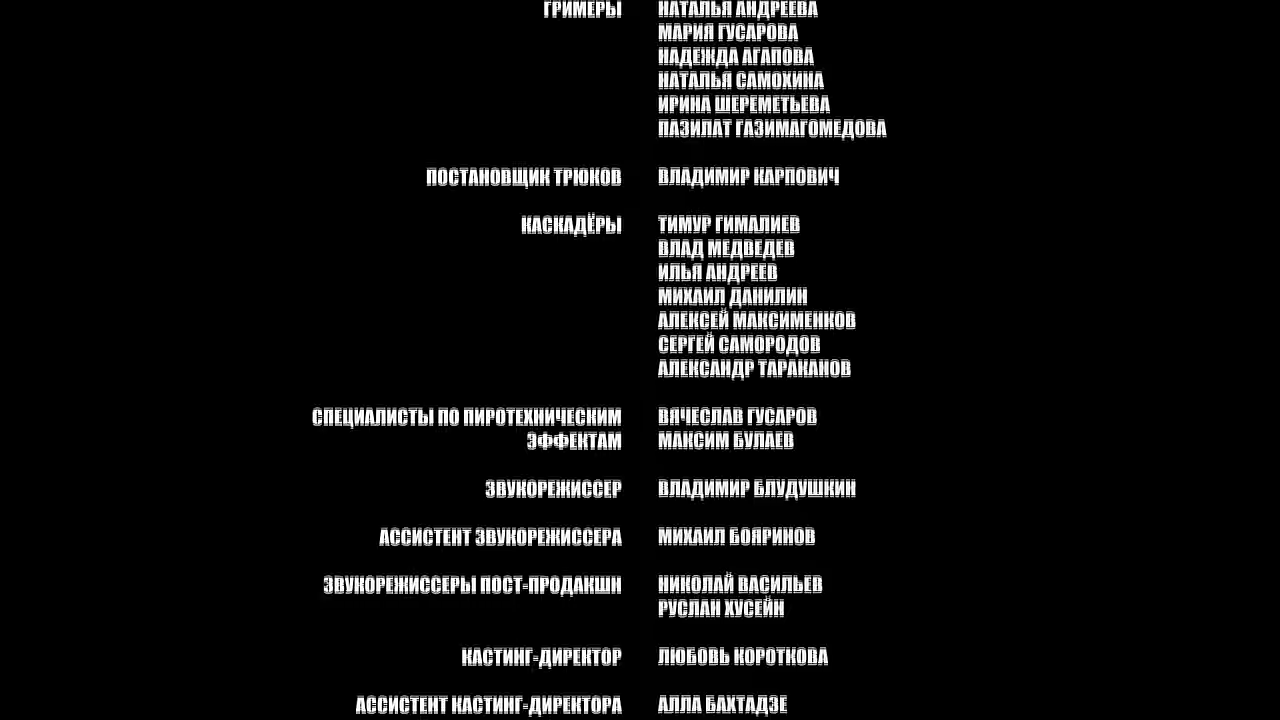 ГРИМЕРЫ НАТАЛЬЯ АНДРЕЕВА
МАРИЯ ГУСАРОВА
НАДЕЖДА АГАПОВА
НАТАЛЬЯ САМОХИНА
ИРИНА ШЕРЕМЕТЬЕВА
ПАЗИЛАТ ГАЗИМАГОМЕДОВА
ПОСТАНОВЩИК ТРЮКОВ ВЛАДИМИР КАРПОВИЧ
КАСКАДЁРЫ ТИМУР ГИМАЛИЕВ
ВЛАД МЕДВЕДЕВ
ИЛЬЯ АНДРЕЕВ
МИХАИЛ ДАНИЛИН
АЛЕКСЕЙ МАКСИМЕНКОВ
СЕРГЕЙ САМОРОДОВ
АЛЕКСАНДР ТАРАКАНОВ
СПЕЦИАЛИСТЫ ПО ПИРОТЕХНИЧЕСКИМ ВЯЧЕСЛАВ ГУСАРОВ
ЭФФЕКТАМ МАКСИМ БУЛАЕВ
ЗВУКОРЕЖИССЕР ВЛАДИМИР БЛУДУШКИН
АССИСТЕНТ ЗВУКОРЕЖИССЕРА МИХАИЛ БОЯРИНОВ
ЗВУКОРЕЖИССЕРЫ ПОСТ-ПРОДАКШН НИКОЛАЙ ВАСИЛЬЕВ
РУСЛАН ХУСЕЙН
КАСТИНГ-ДИРЕКТОР ЛЮБОВЬ КОРОТКОВА
АССИСТЕНТ КАСТИНГ-ДИРЕКТОРА АЛЛА БАХТАДЗЕ